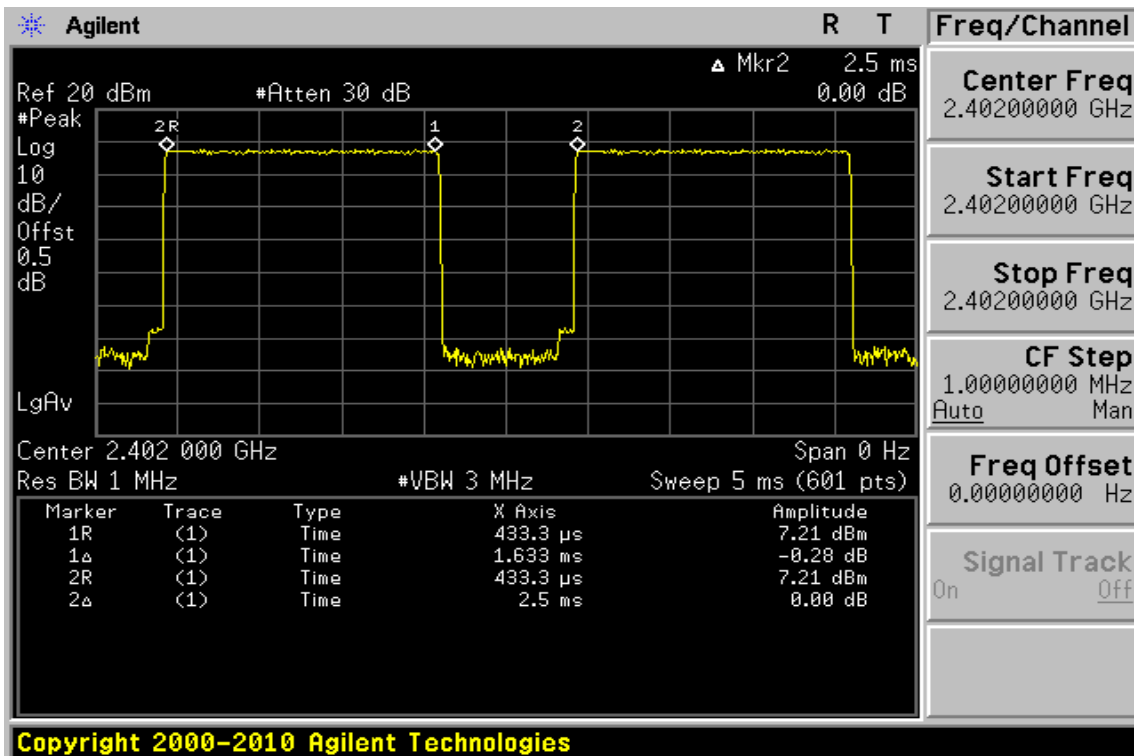 Agilent R T
Freq/Channel
▵ Mkr2 2.5 ms
Ref 20 dBm #Atten 30 dB 0.00 dB
#Peak
Log
10
dB/
Offst
0.5
dB
LgAv
2R 1 2
Center 2.402 000 GHz Span 0 Hz
Res BW 1 MHz #VBW 3 MHz Sweep 5 ms (601 pts)
Marker Trace Type X Axis Amplitude
1R (1) Time 433.3 µs 7.21 dBm
1▵ (1) Time 1.633 ms -0.28 dB
2R (1) Time 433.3 µs 7.21 dBm
2▵ (1) Time 2.5 ms 0.00 dB
Center Freq
2.40200000 GHz
Start Freq
2.40200000 GHz
Stop Freq
2.40200000 GHz
CF Step
1.00000000 MHz
Auto Man
Freq Offset
0.00000000 Hz
Signal Track
On Off
Copyright 2000-2010 Agilent Technologies